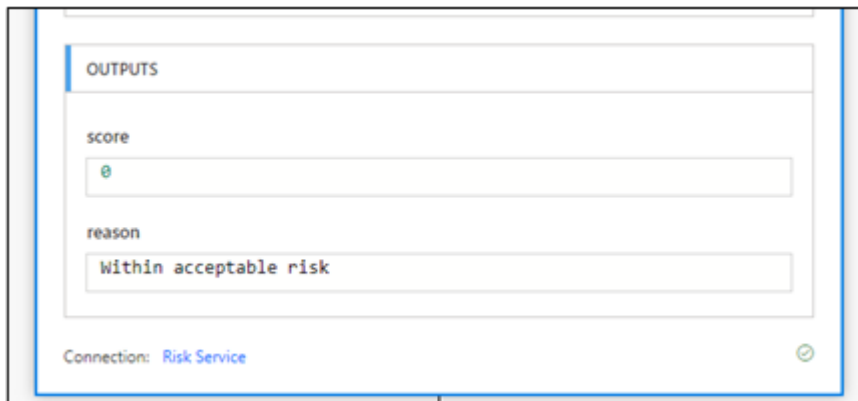 OUTPUTS
score
0
reason
Within acceptable risk
Connection: Risk Service